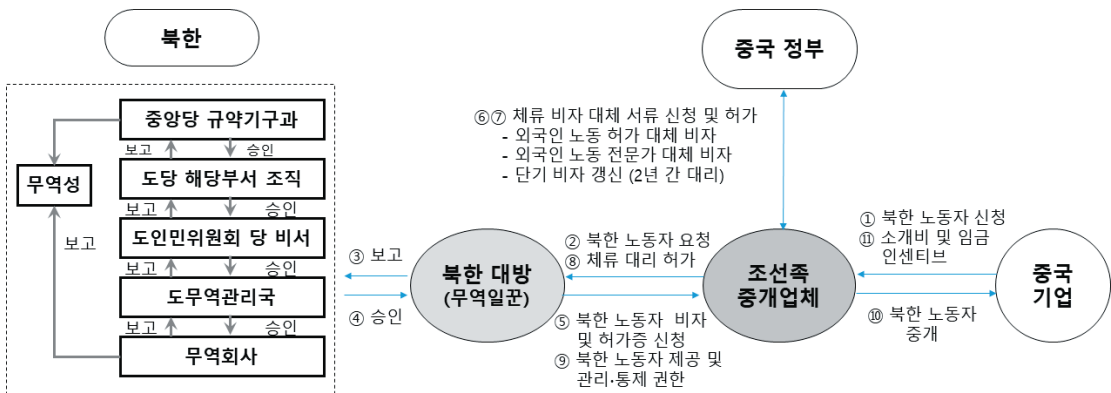 북한
중국 정부
중앙당 규약기구과
보고
승인
무역성
도당 해당부서 조직
보고
승인
보고
도인민위원회 당 비서
보고
승인
도무역관리국
보고
승인
무역회사
③ 보고
④ 승인
북한 대방
(무역일꾼)
② 북한 노동자 요청
⑧ 체류 대리 허가
⑤ 북한 노동자 비자
및 허가증 신청
⑨ 북한 노동자 제공 및
관리·통제 권한
⑥⑦ 체류 비자 대체 서류 신청 및 허가
- 외국인 노동 허가 대체 비자
- 외국인 노동 전문가 대체 비자
- 단기 비자 갱신 (2년 간 대리)
조선족
중개업체
① 북한 노동자 신청
⑪ 소개비 및 임금
인센티브
⑩ 북한 노동자
중개
중국
기업